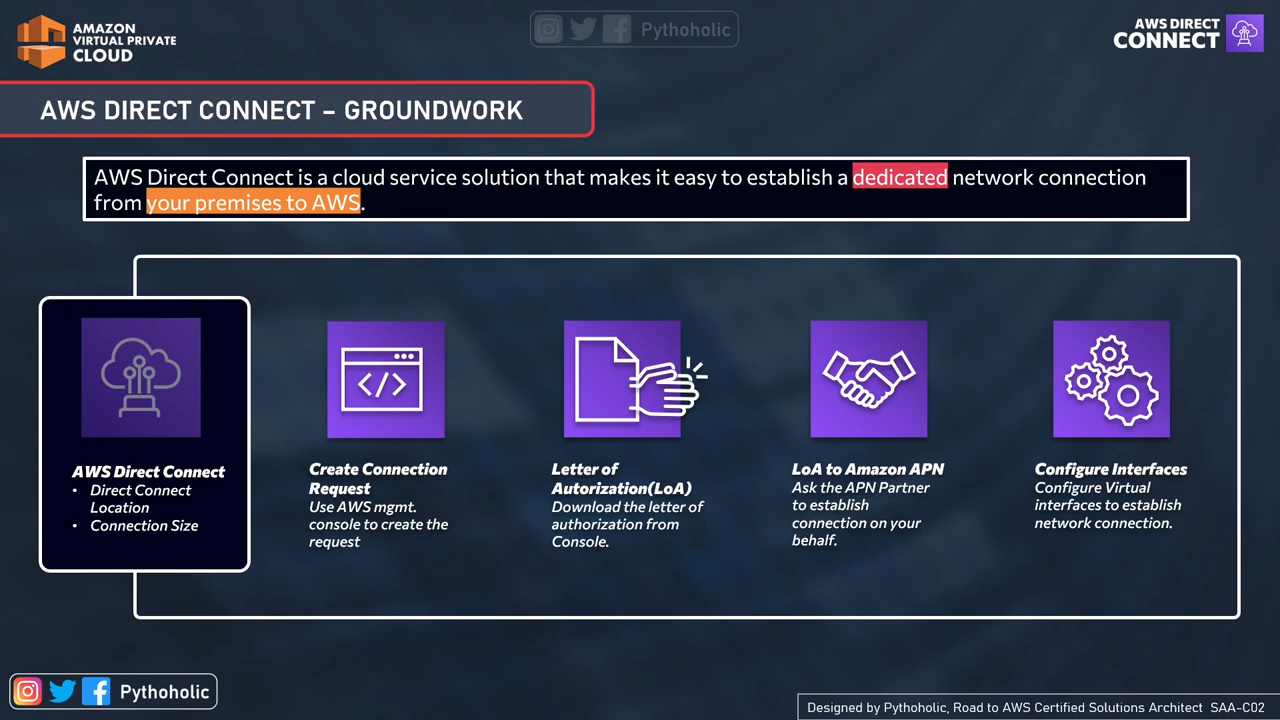 AMAZON
VIRTUAL PRIVATE
CLOUD
Pythoholic
AWS DIRECT
CONNECT
AWS DIRECT CONNECT – GROUNDWORK
AWS Direct Connect is a cloud service solution that makes it easy to establish a dedicated network connection
from your premises to AWS.
AWS Direct Connect
• Direct Connect
Location
• Connection Size
</>
Create Connection
Request
Use AWS mgmt.
console to create the
request
Letter of
Autorization(LoA)
Download the letter of
authorization from
Console.
LoA to Amazon APN
Ask the APN Partner
to establish
connection on your
behalf.
Configure Interfaces
Configure Virtual
interfaces to establish
network connection.
Pythoholic
Designed by Pythoholic, Road to AWS Certified Solutions Architect SAA-C02